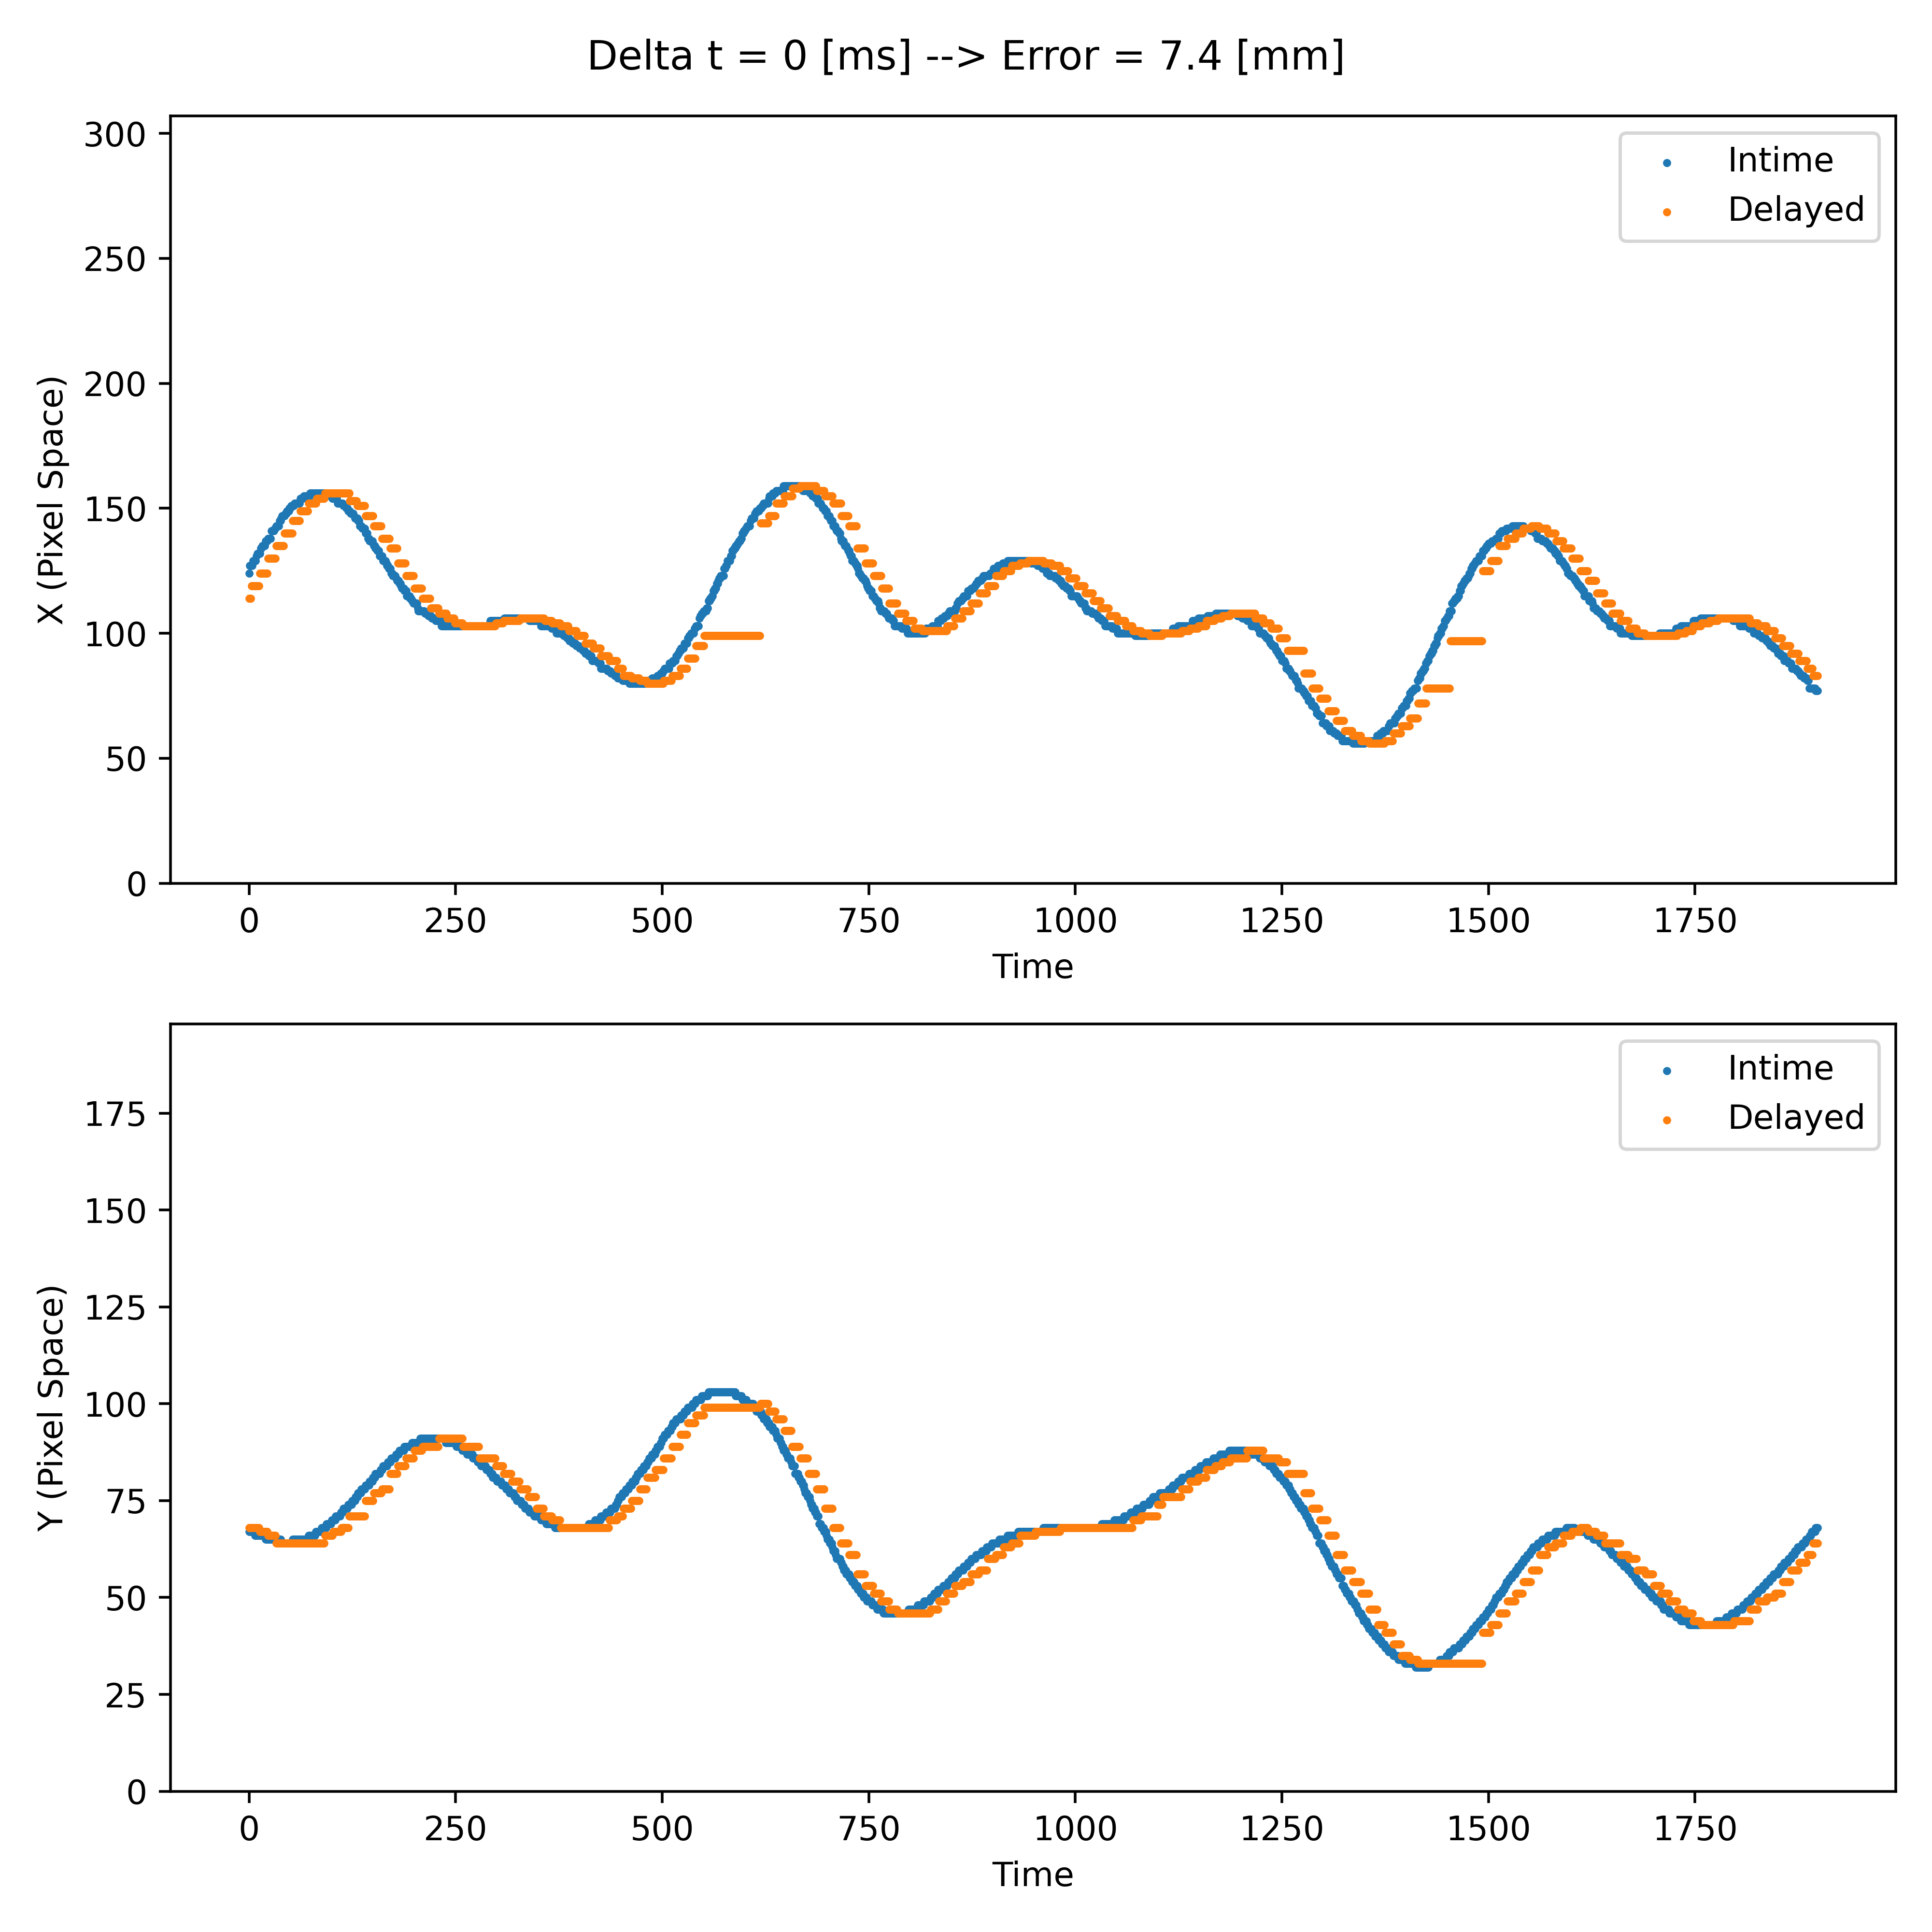 Delta t = 0 [ms] --> Error = 7.4 [mm]
300
250
200
150
100
50
0
X (Pixel Space)
Intime
Delayed
0 250 500 750 1000 1250 1500 1750
Time
175
150
125
100
75
50
25
0
Y (Pixel Space)
Intime
Delayed
0 250 500 750 1000 1250 1500 1750
Time